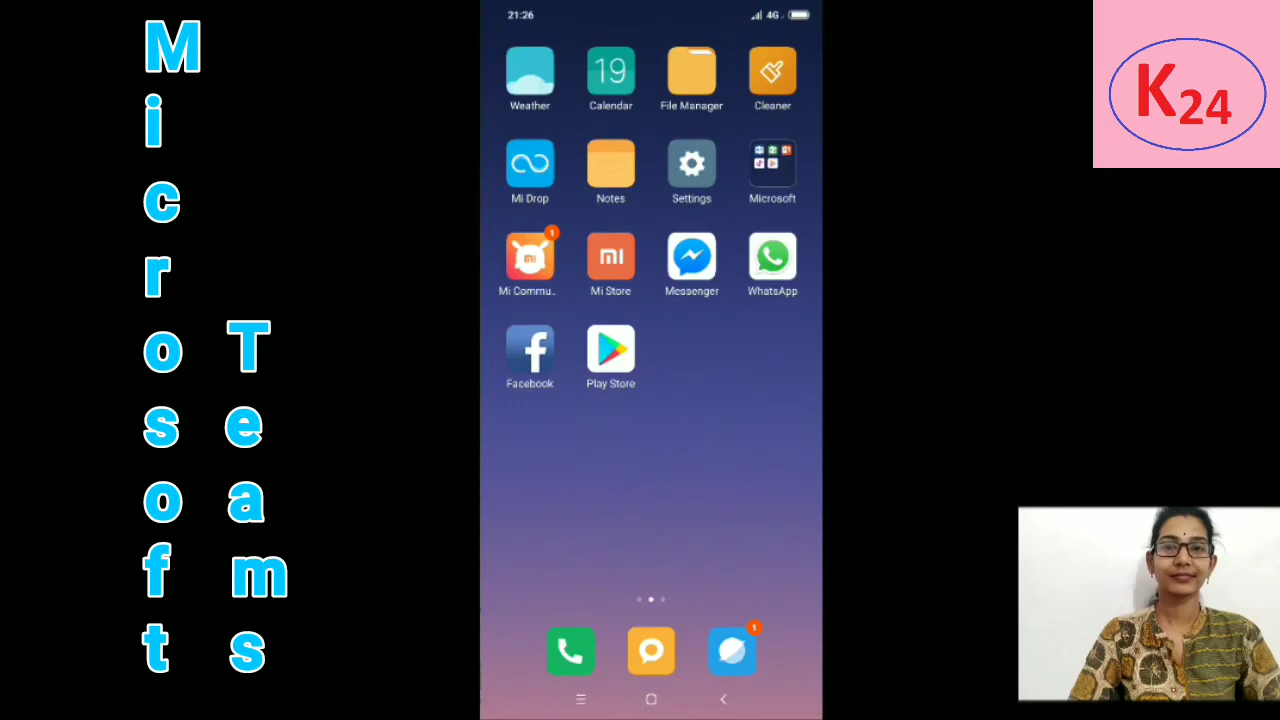 Microsoft
Teams
21:26
4G
19
Weather
Calendar
File Manager
Cleaner
Mi Drop
Notes
Settings
Microsoft
1
mi
mi
Mi Commu..
Mi Store
Messenger
WhatsApp
f
Facebook
Play Store
1
K24